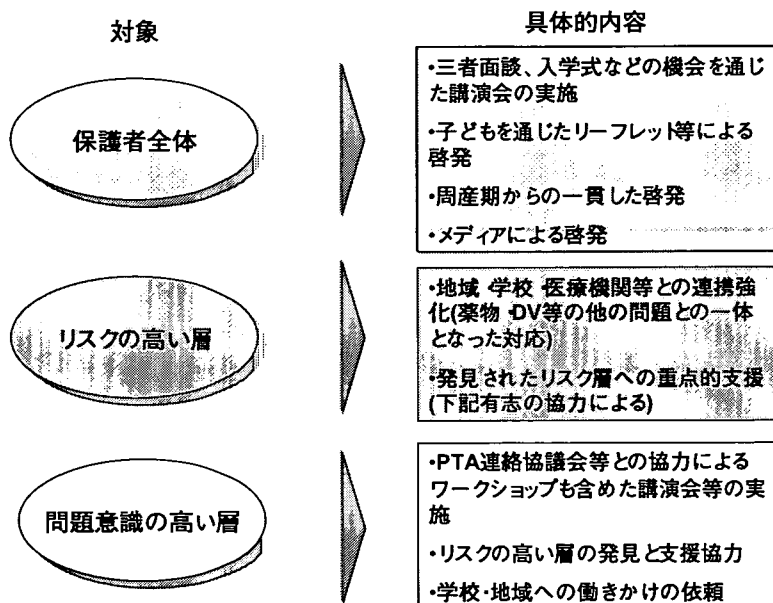 対象
具体的内容
保護者全体
・三者面談、入学式などの機会を通じ
た講演会の実施
・子どもを通じたリーフレット等による
啓発
・周産期からの一貫した啓発
・メディアによる啓発
リスクの高い層
・地域・学校・医療機関等との連携強
化(薬物・DV等の他の問題との一体
となった対応)
・発見されたリスク層への重点的支援
(下記有志の協力による)
問題意識の高い層
・PTA連絡協議会等との協力による
ワークショップも含めた講演会等の実
施
・リスクの高い層の発見と支援協力
・学校・地域への働きかけの依頼